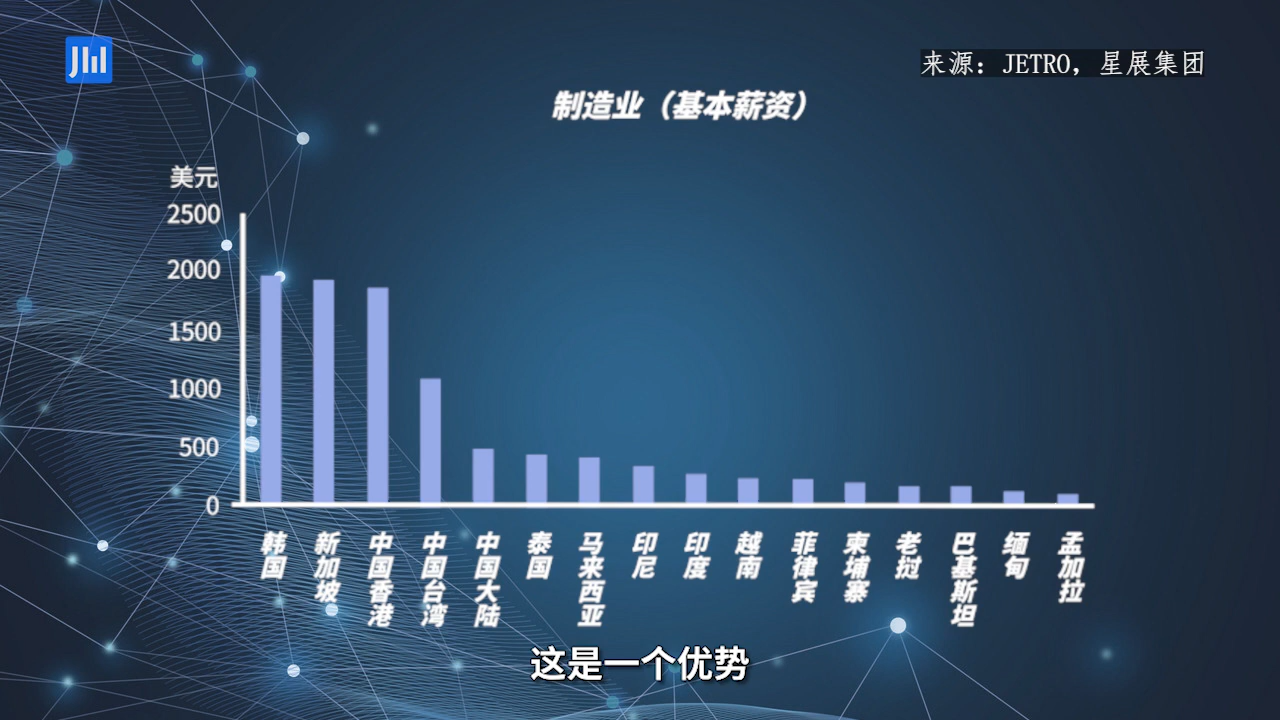 来源：JETRO，星展集团
制造业（基本薪资）
美元
2500
2000
1500
1000
500
0
韩国
新加坡
中国香港
中国台湾
中国大陆
泰国
马来西亚
印尼
印度
越南
菲律宾
柬埔寨
老挝
巴基斯坦
缅甸
孟加拉
这是一个优势